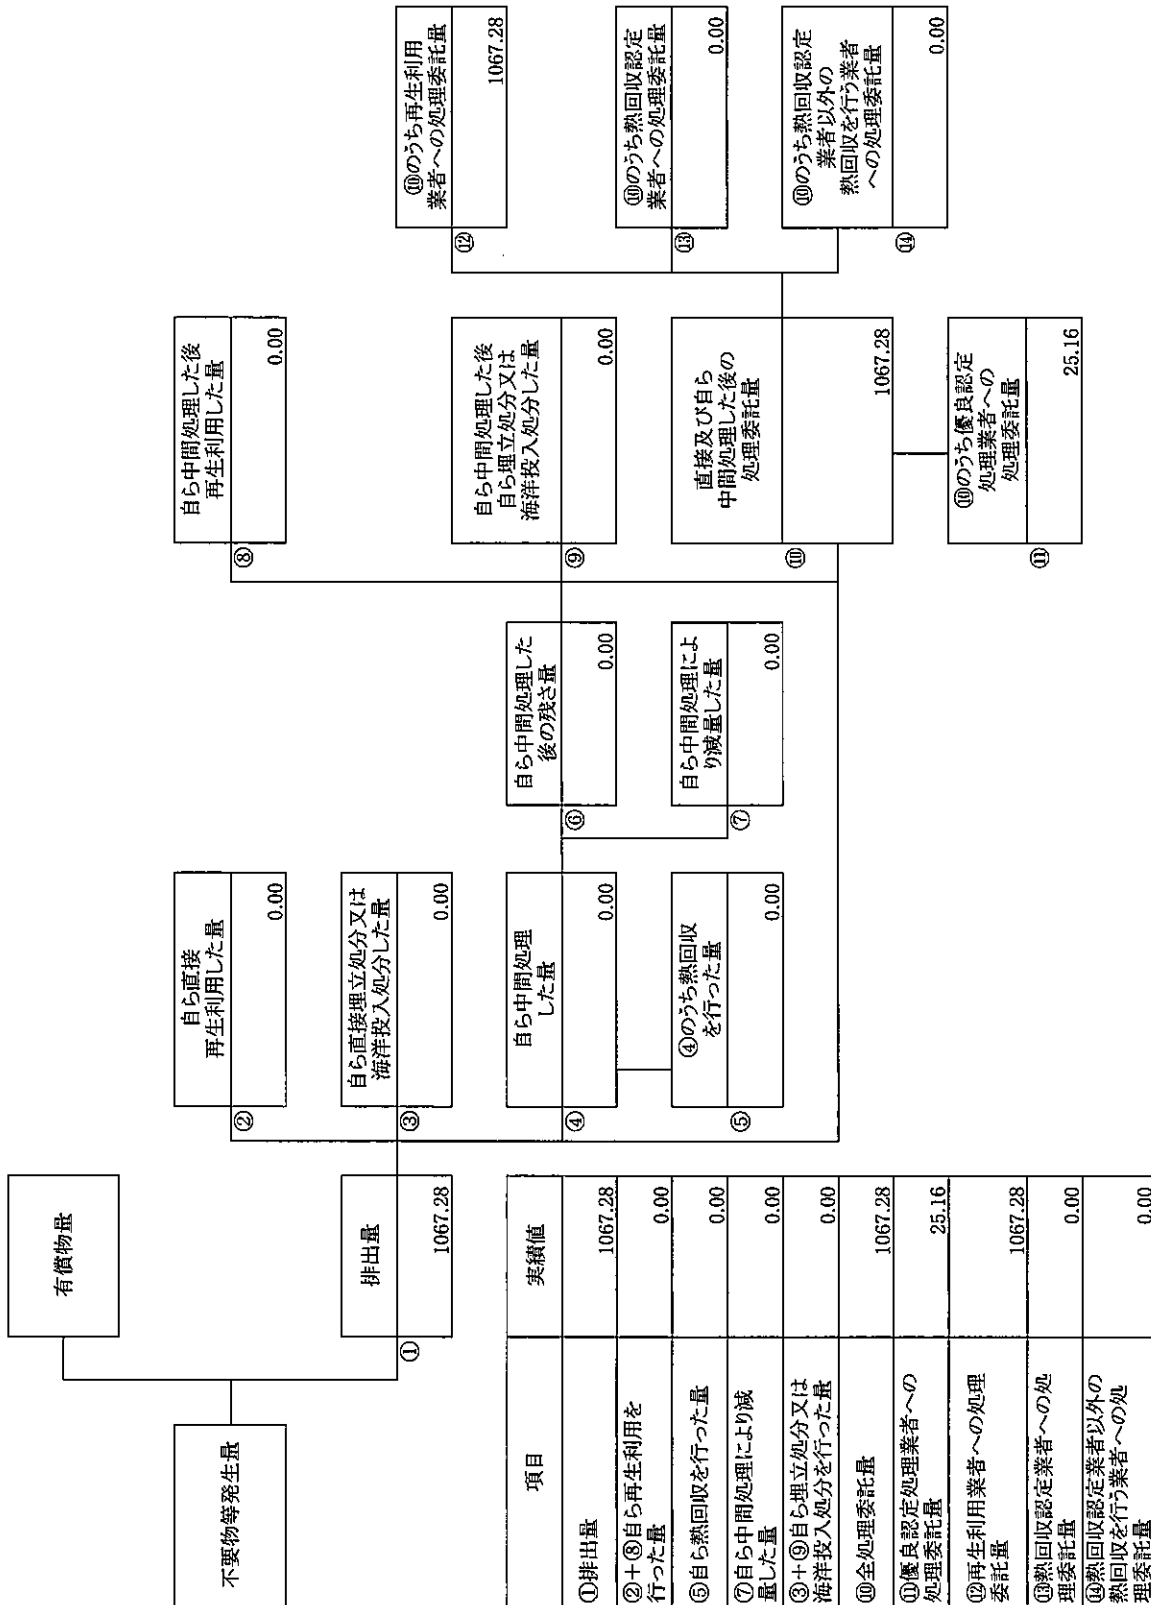 不要物等発生量
有償物量
①
排出量
1067.28
②
自ら直接
再生利用した量
0.00
③
自ら直接埋立処分又は
海洋投入処分した量
0.00
④
自ら中間処理
した量
0.00
⑤
④のうち熱回収
を行った量
0.00
⑥
自ら中間処理した
後の残さ量
0.00
⑦
自ら中間処理によ
り減量した量
0.00
⑧
自ら中間処理した後
再生利用した量
0.00
⑨
自ら中間処理した後
自ら埋立処分又は
海洋投入処分した量
0.00
⑩
直接及び自ら
中間処理した後の
処理委託量
1067.28
⑪
⑩のうち優良認定
処理業者への
処理委託量
25.16
⑫
⑩のうち再生利用
業者への処理委託量
1067.28
⑬
⑩のうち熱回収認定
業者への処理委託量
0.00
⑭
⑩のうち熱回収認定
業者以外の
熱回収を行う業者
への処理委託量
0.00
項目
実績値
①排出量
1067.28
②+⑧自ら再生利用を
行った量
0.00
⑤自ら熱回収を行った量
0.00
⑦自ら中間処理により減
量した量
0.00
③+⑨自ら埋立処分又は
海洋投入処分を行った量
0.00
⑩全処理委託量
1067.28
⑪優良認定処理業者への
処理委託量
25.16
⑫再生利用業者への処理
委託量
1067.28
⑬熱回収認定業者への処
理委託量
0.00
⑭熱回収認定業者以外の
熱回収を行う業者への処
理委託量
0.00